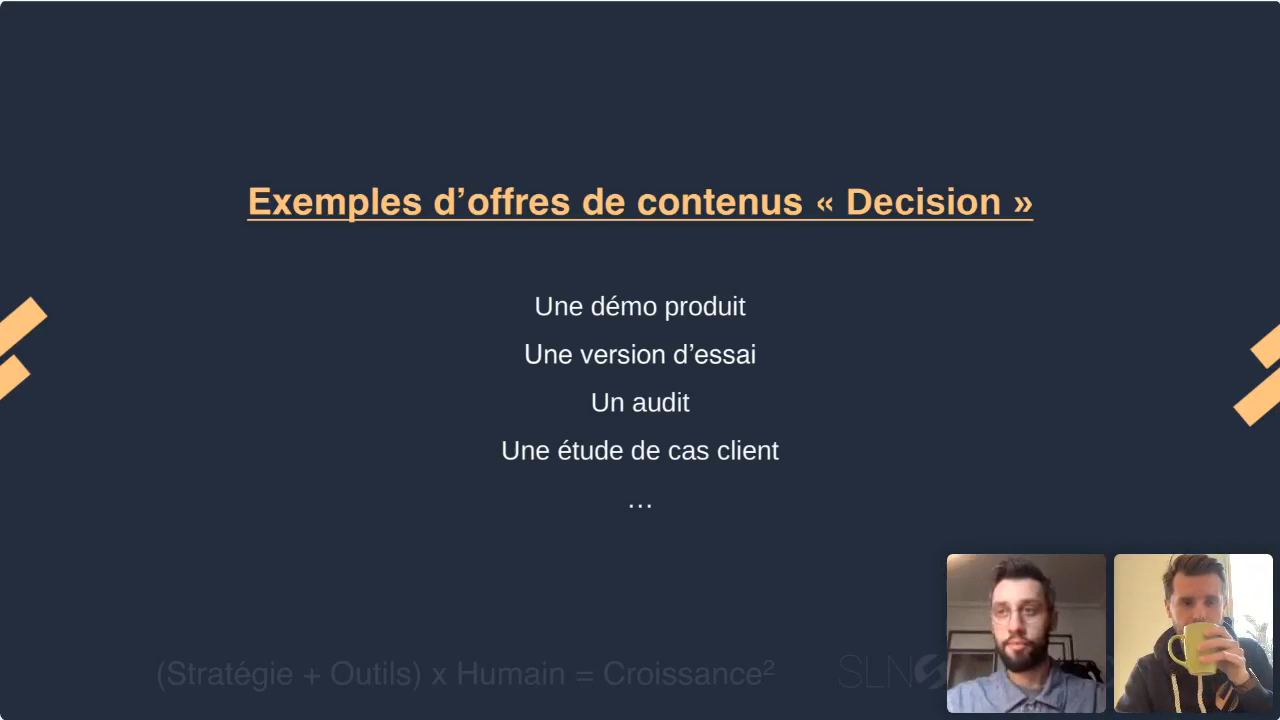 Exemples d’offres de contenus « Decision »
Une démo produit
Une version d’essai
Un audit
Une étude de cas client
…
(Stratégie + Outils) x Humain = Croissance²
SLN